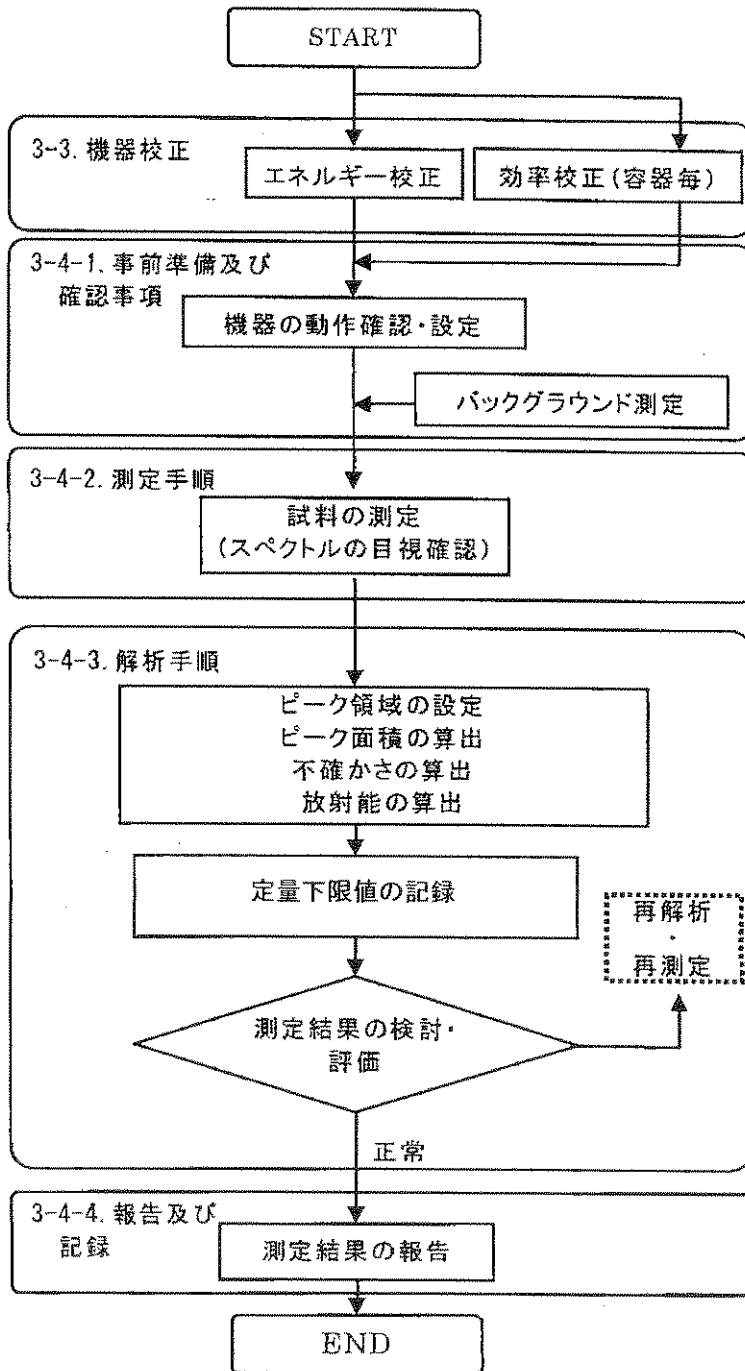 START
3-3. 機器校正
エネルギー校正
効率校正(容器毎)
3-4-1. 事前準備及び
確認事項
機器の動作確認・設定
バックグラウンド測定
3-4-2. 測定手順
試料の測定
(スペクトルの目視確認)
3-4-3. 解析手順
ピーク領域の設定
ピーク面積の算出
不確かさの算出
放射能の算出
定量下限値の記録
再解析
・
再測定
測定結果の検討・
評価
正常
3-4-4. 報告及び
記録
測定結果の報告
END